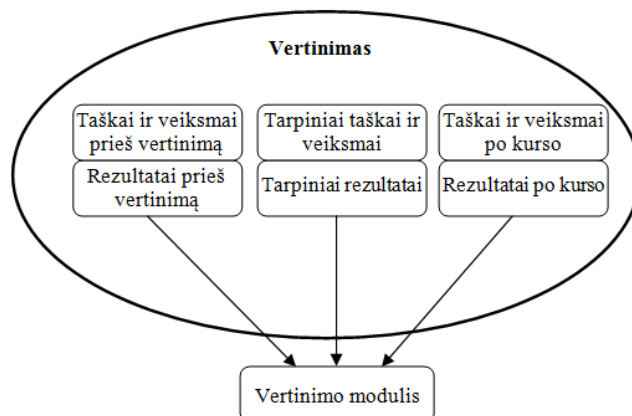 Vertinimas
Taškai ir veiksmai
prieš vertinimą
Rezultatai prieš
vertinimą
Tarpiniai taškai ir
veiksmai
Tarpiniai rezultatai
Taškai ir veiksmai
po kurso
Rezultatai po kurso
Vertinimo modulis